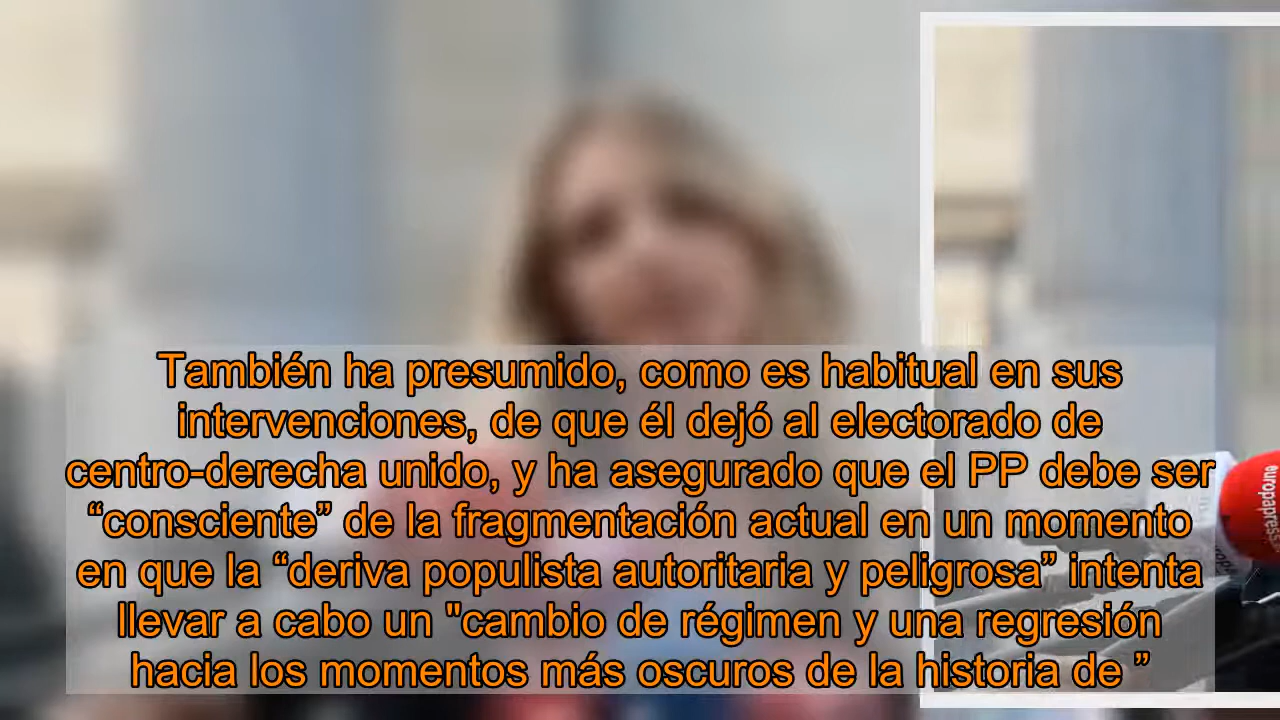 También ha presumido, como es habitual en sus
intervenciones, de que él dejó al electorado de
centro-derecha unido, y ha asegurado que el PP debe ser
“consciente” de la fragmentación actual en un momento
en que la “deriva populista autoritaria y peligrosa” intenta
llevar a cabo un "cambio de régimen y una regresión
hacia los momentos más oscuros de la historia de ”
europapress